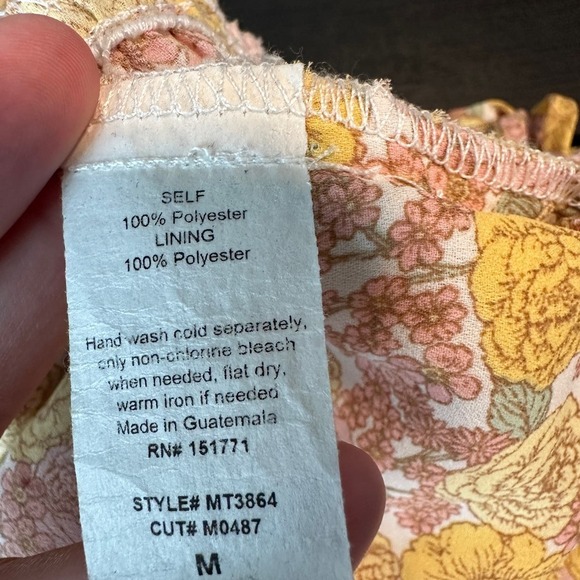 SELF
100% Polyester
LINING
100% Polyester
Hand wash cold separately,
only non-chlorine bleach
when needed, flat dry,
warm iron if needed
Made in Guatemala
RN# 151771
STYLE# MT3864
CUT# M0487
M